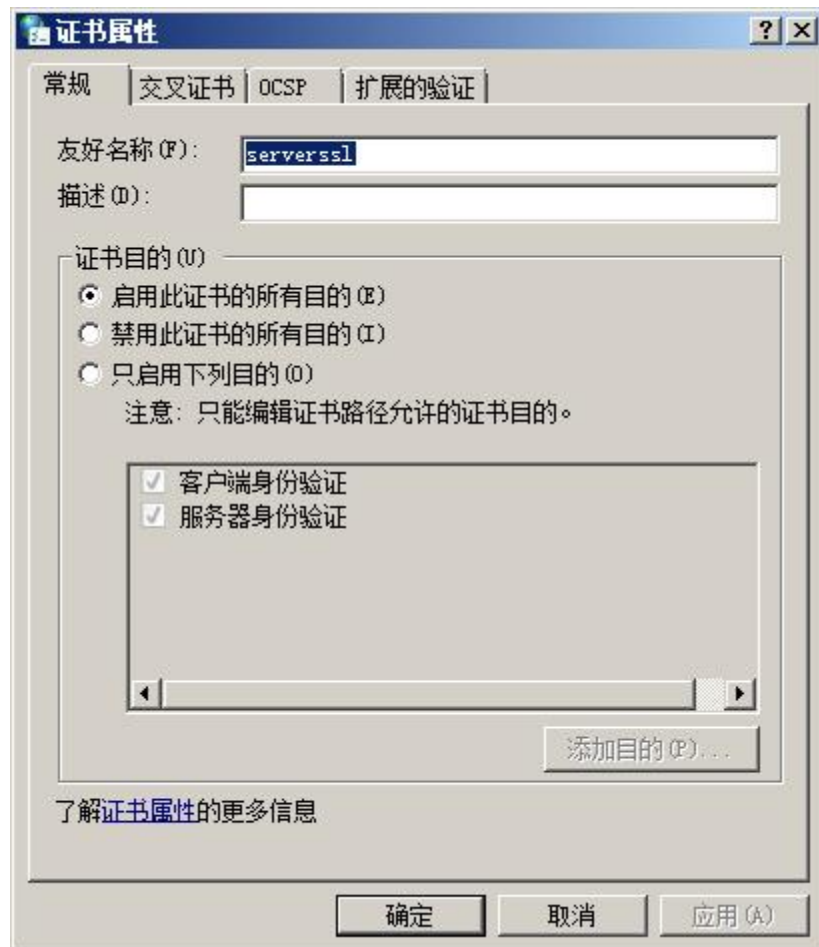 证书属性
常规 交叉证书 OCSP 扩展的验证
友好名称(F): serverssl
描述(D):
证书目的(U)
启用此证书的所有目的(E)
禁用此证书的所有目的(I)
只启用下列目的(O)
注意: 只能编辑证书路径允许的证书目的。
客户端身份验证
服务器身份验证
添加目的(P)...
了解证书属性的更多信息
确定 取消 应用(A)